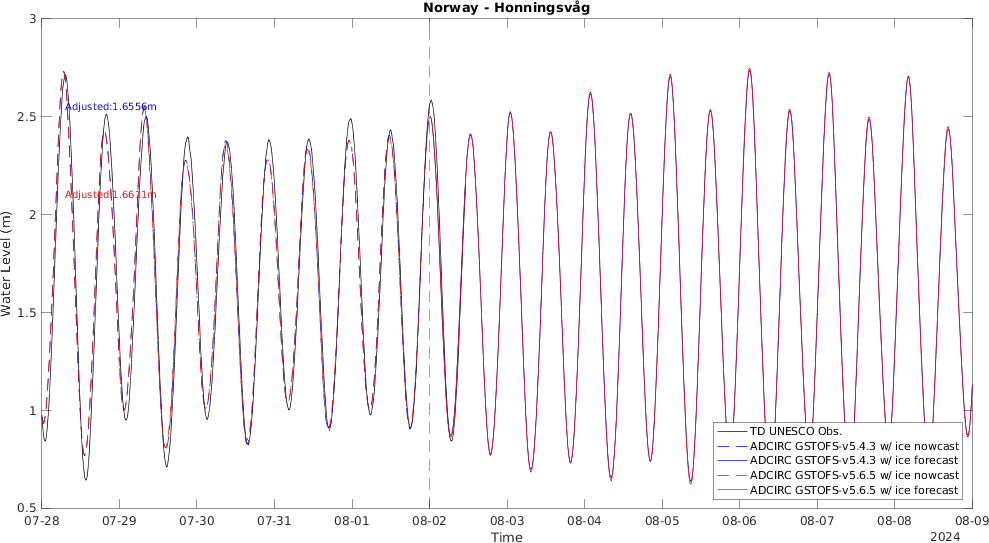 Norway - Honningsvåg
3
2.5
2
1.5
1
0.5
Water Level (m)
Adjusted:1.6556m
Adjusted:1.6671m
TD UNESCO Obs.
ADCIRC GSTOFS-v5.4.3 w/ ice nowcast
ADCIRC GSTOFS-v5.4.3 w/ ice forecast
ADCIRC GSTOFS-v5.6.5 w/ ice nowcast
ADCIRC GSTOFS-v5.6.5 w/ ice forecast
07-28 07-29 07-30 07-31 08-01 08-02 08-03 08-04 08-05 08-06 08-07 08-08 08-09
Time
2024